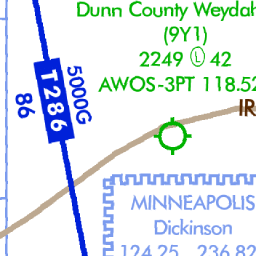 Dunn County Weydah
(9Y1)
2249 Ⓛ 42
AWOS-3PT 118.52
IR
T286
5000G
86
MINNEAPOLIS
Dickinson
124.25 236.82